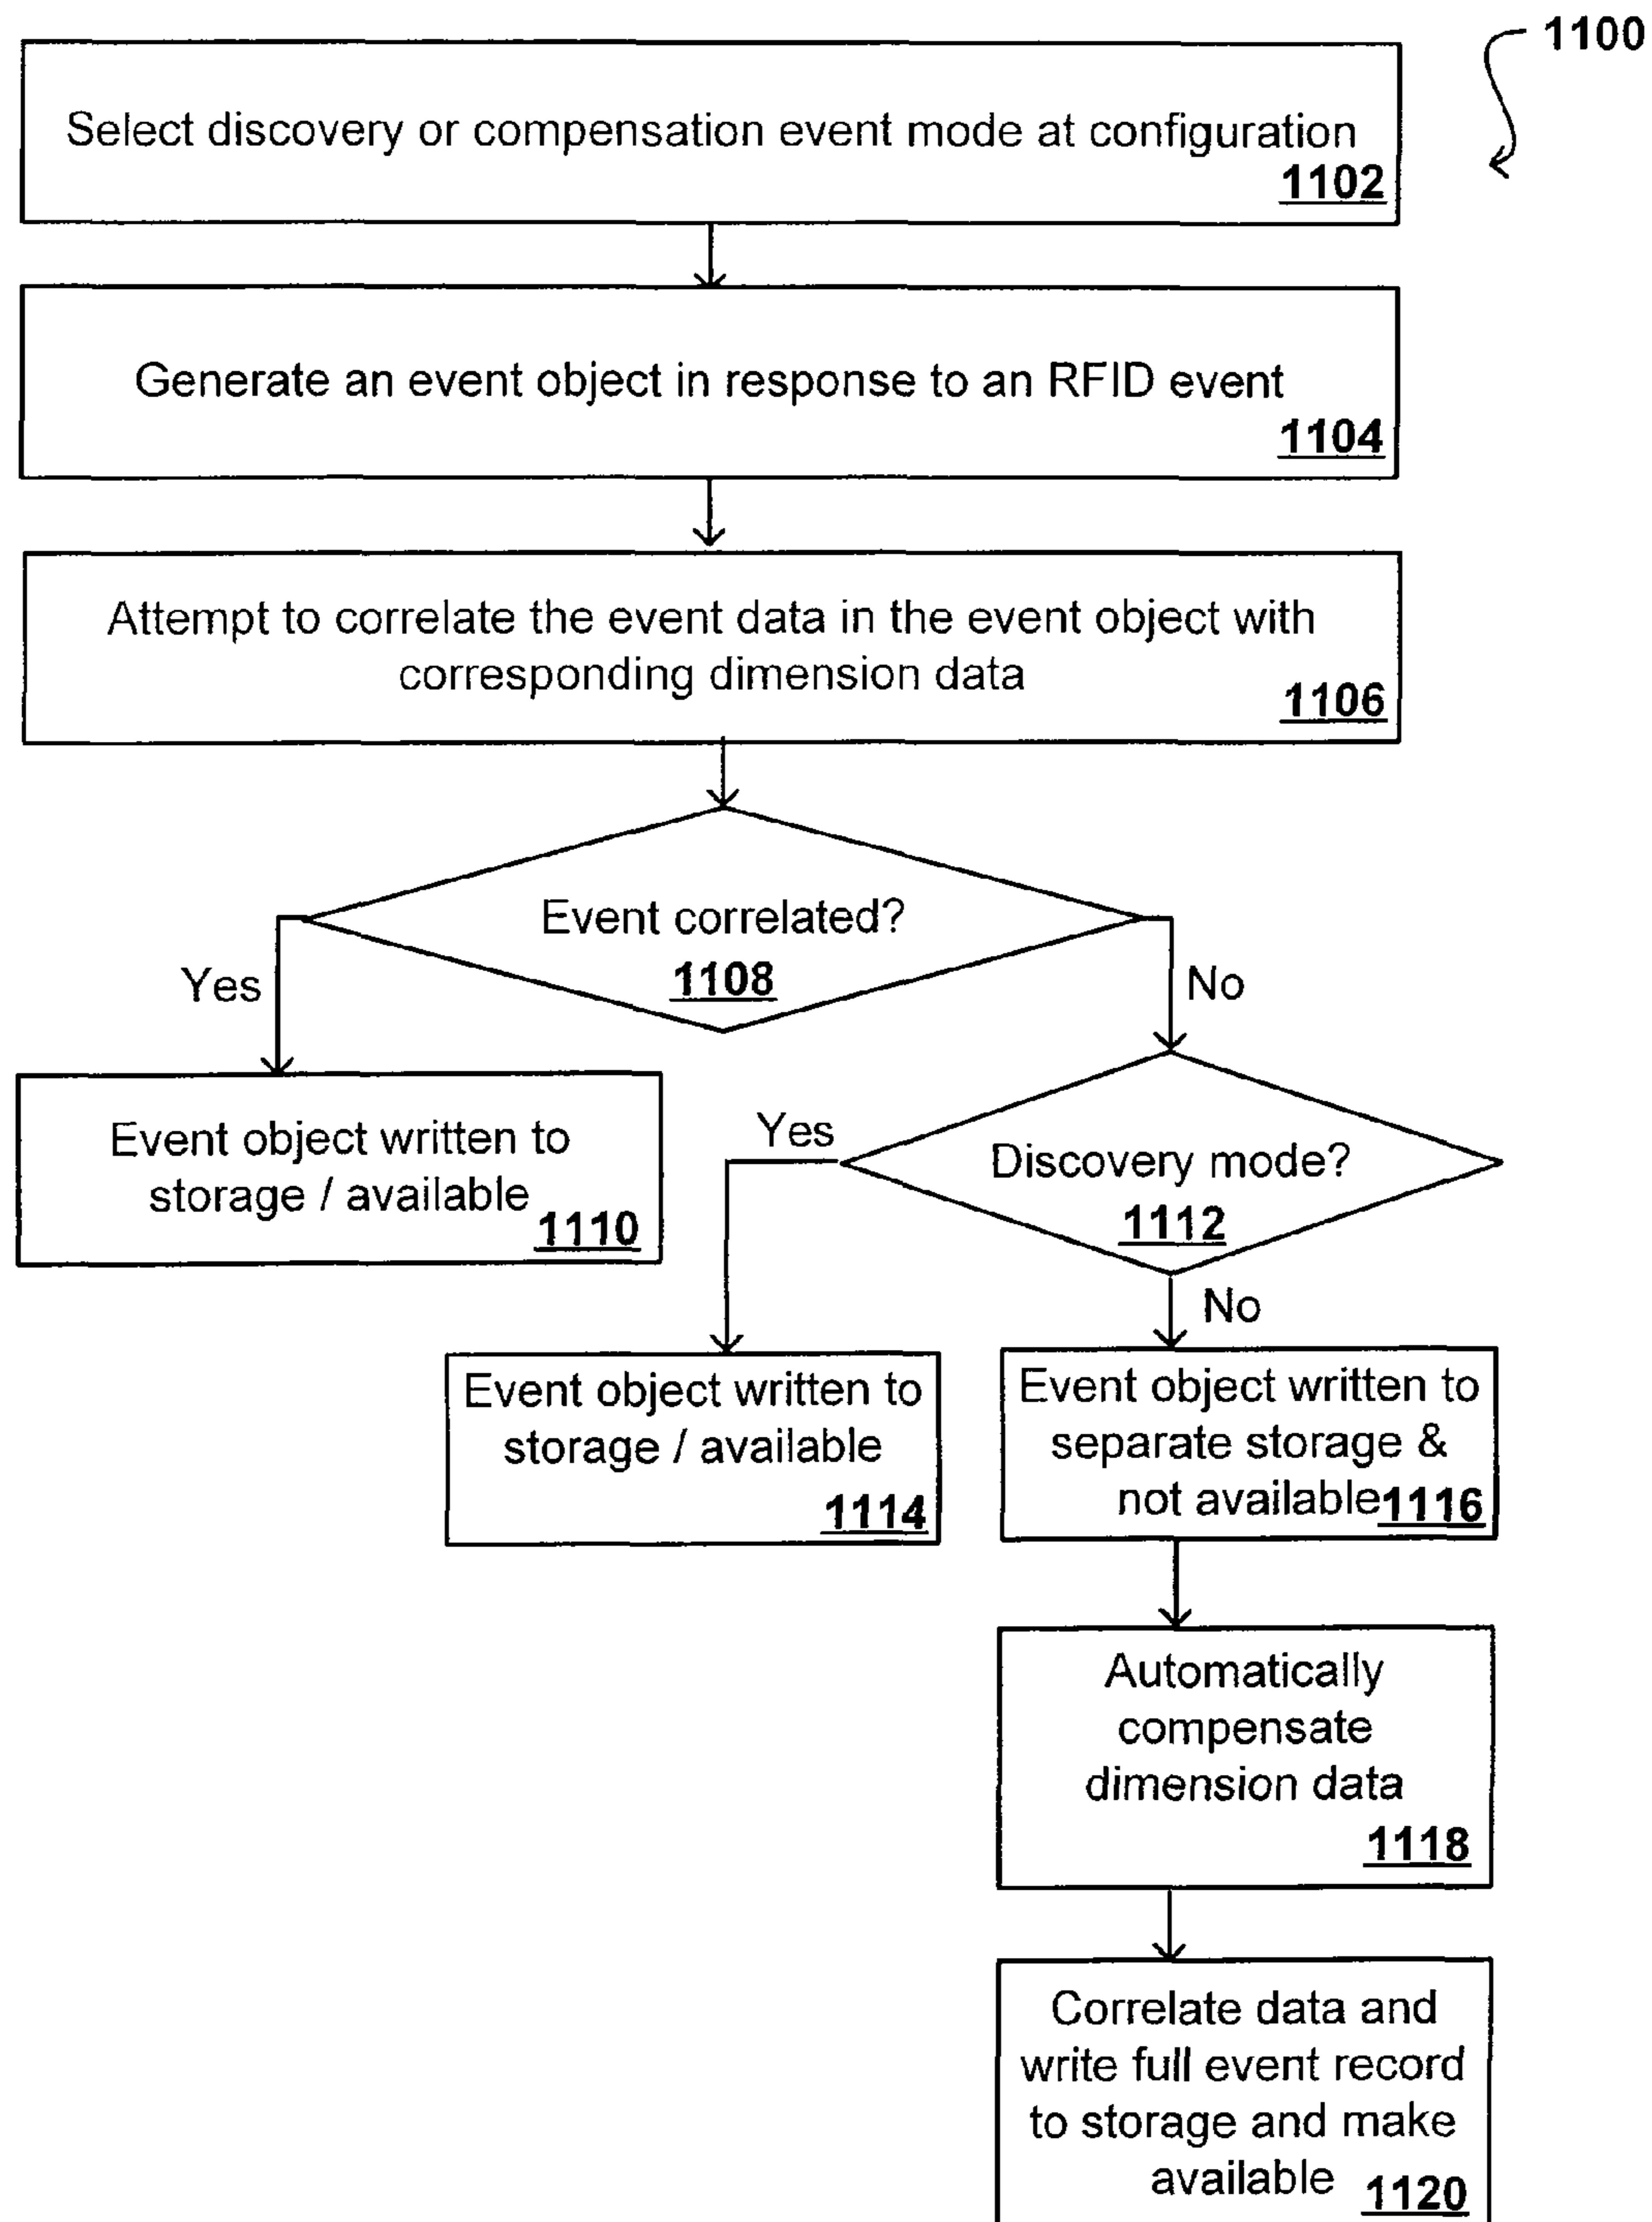 1100
Select discovery or compensation event mode at configuration
1102
Generate an event object in response to an RFID event
1104
Attempt to correlate the event data in the event object with
corresponding dimension data
1106
Event correlated?
1108
Yes
No
Event object written to
storage / available
1110
Yes
Discovery mode?
1112
No
Event object written to
storage / available
1114
Event object written to
separate storage &
not available 1116
Automatically
compensate
dimension data
1118
Correlate data and
write full event record
to storage and make
available 1120